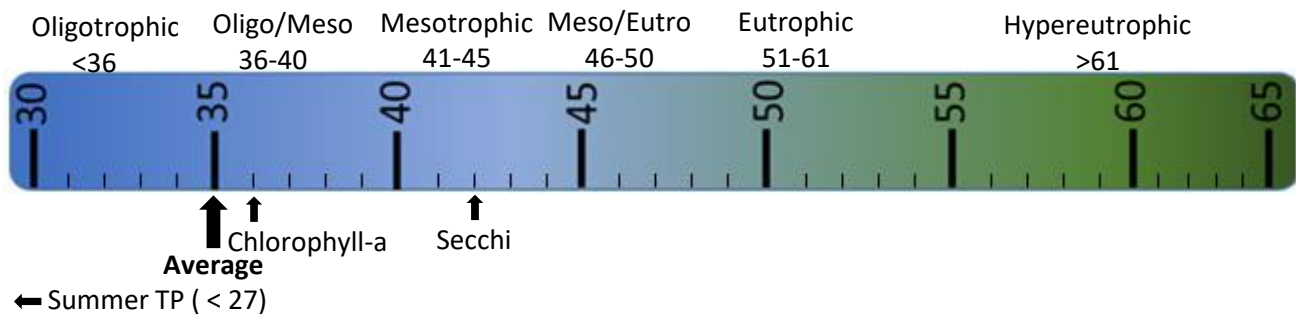 Oligotrophic Oligo/Meso Mesotrophic Meso/Eutro Eutrophic Hypereutrophic
<36 36-40 41-45 46-50 51-61 >61
30 35 40 45 50 55 60 65
Chlorophyll-a Secchi
Average
Summer TP ( < 27)